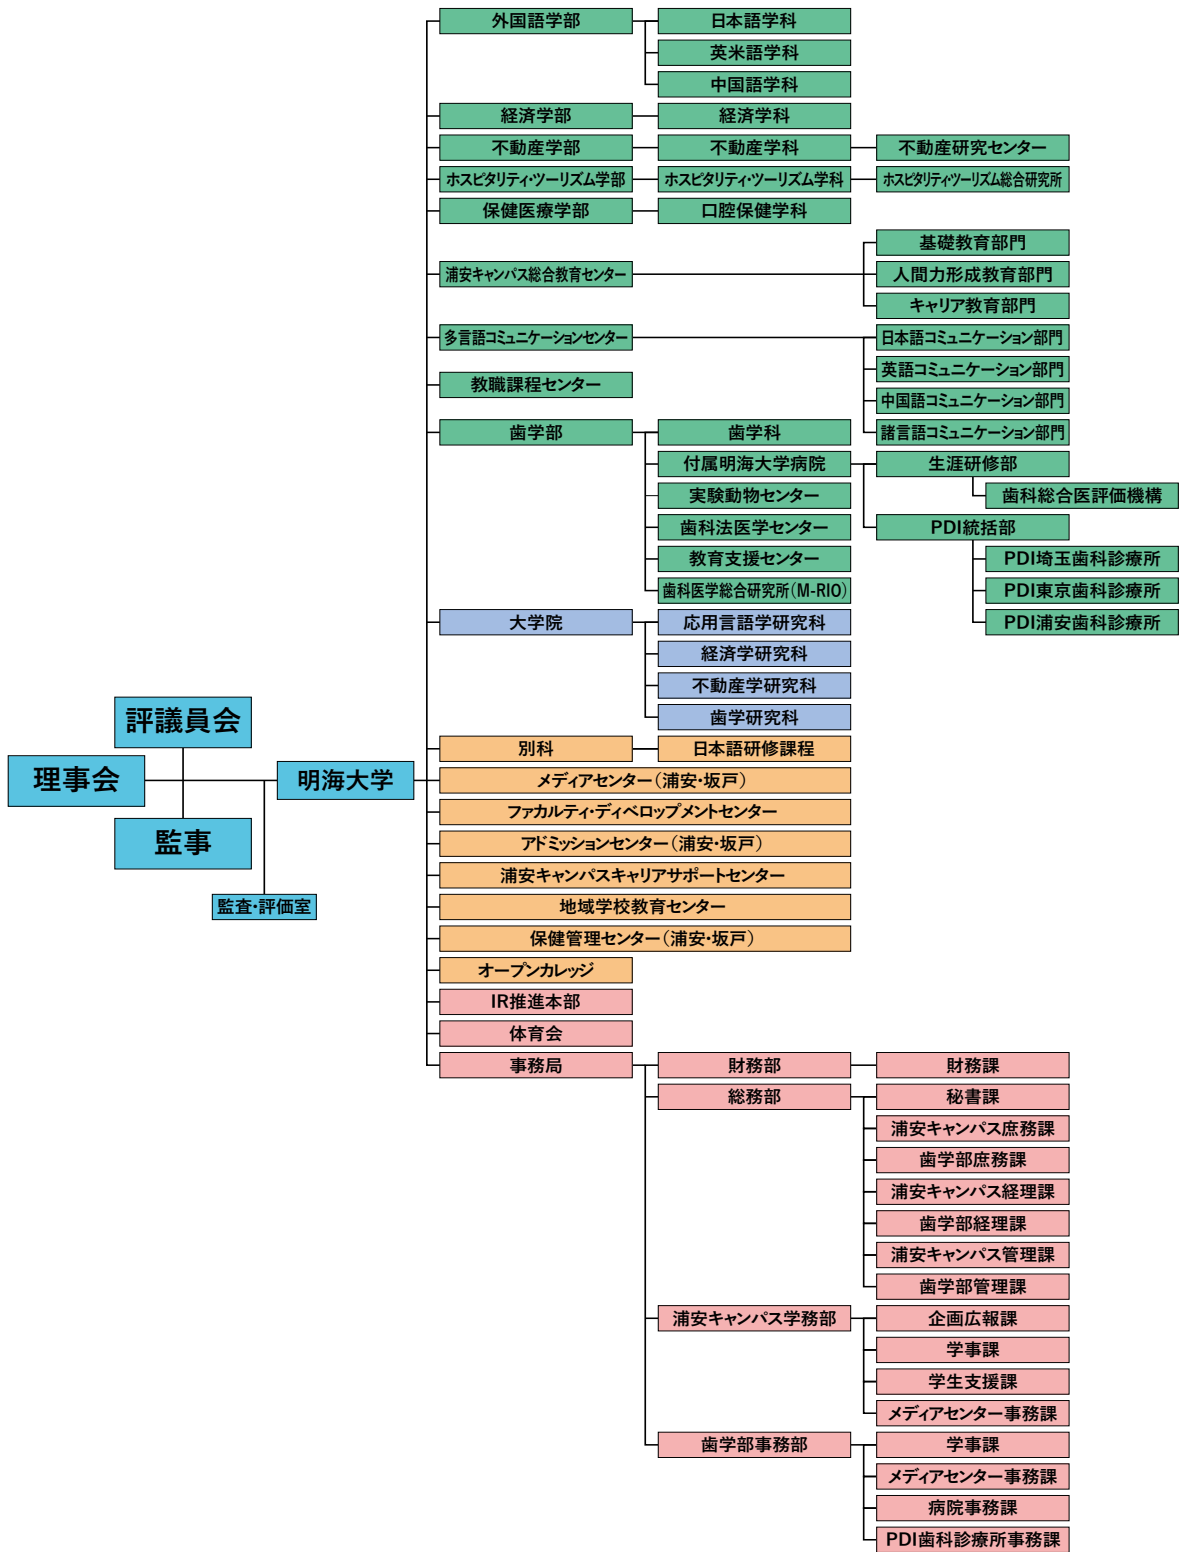 外国語学部
日本語学科
英米語学科
中国語学科
経済学部
経済学科
不動産学部
不動産学科
不動産研究センター
ホスピタリティ・ツーリズム学部
ホスピタリティ・ツーリズム学科
ホスピタリティ・ツーリズム総合研究所
保健医療学部
口腔保健学科
浦安キャンパス総合教育センター
基礎教育部門
人間力形成教育部門
キャリア教育部門
多言語コミュニケーションセンター
日本語コミュニケーション部門
英語コミュニケーション部門
中国語コミュニケーション部門
諸言語コミュニケーション部門
教職課程センター
歯学部
歯学科
付属明海大学病院
生涯研修部
歯科総合医評価機構
PDI統括部
PDI埼玉歯科診療所
PDI東京歯科診療所
PDI浦安歯科診療所
実験動物センター
歯科法医学センター
教育支援センター
歯科医学総合研究所（M-RIO）
大学院
応用言語学研究科
経済学研究科
不動産学研究科
歯学研究科
評議員会
理事会
監事
監査・評価室
明海大学
別科
日本語研修課程
メディアセンター（浦安・坂戸）
ファカルティ・ディベロップメントセンター
アドミッションセンター（浦安・坂戸）
浦安キャンパスキャリアサポートセンター
地域学校教育センター
保健管理センター（浦安・坂戸）
オープンカレッジ
IR推進本部
体育会
事務局
財務部
財務課
総務部
秘書課
浦安キャンパス庶務課
歯学部庶務課
浦安キャンパス経理課
歯学部経理課
浦安キャンパス管理課
歯学部管理課
浦安キャンパス学務部
企画広報課
学事課
学生支援課
メディアセンター事務課
歯学部事務部
学事課
メディアセンター事務課
病院事務課
PDI歯科診療所事務課